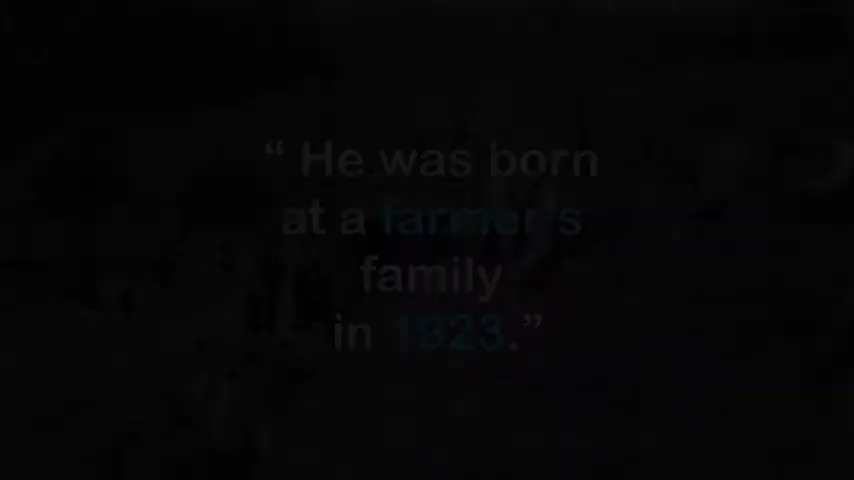 “ He was born
at a farmer's
family
in 1923.”